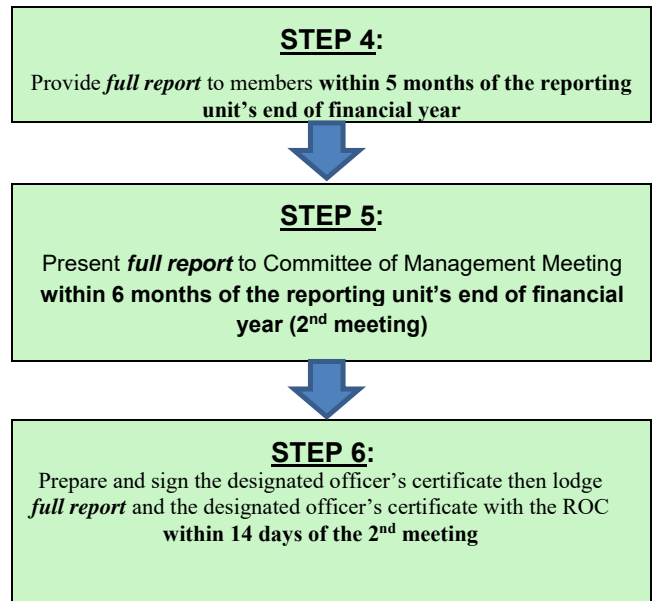 STEP 4:
Provide full report to members within 5 months of the reporting
unit's end of financial year
STEP 5:
Present full report to Committee of Management Meeting
within 6 months of the reporting unit's end of financial
year (2nd meeting)
STEP 6:
Prepare and sign the designated officer's certificate then lodge
full report and the designated officer's certificate with the ROC
within 14 days of the 2nd meeting